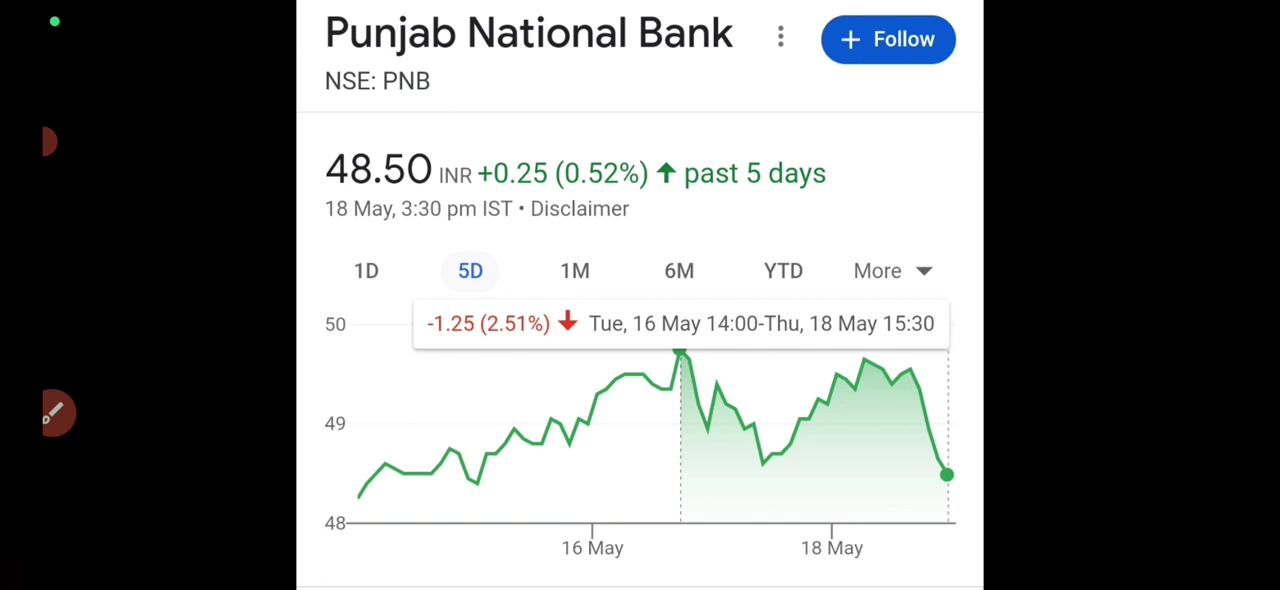 Punjab National Bank
+ Follow
NSE: PNB
48.50 INR +0.25 (0.52%) ↑ past 5 days
18 May, 3:30 pm IST • Disclaimer
1D 5D 1M 6M YTD More
50
-1.25 (2.51%) ↓ Tue, 16 May 14:00-Thu, 18 May 15:30
49
48
16 May 18 May